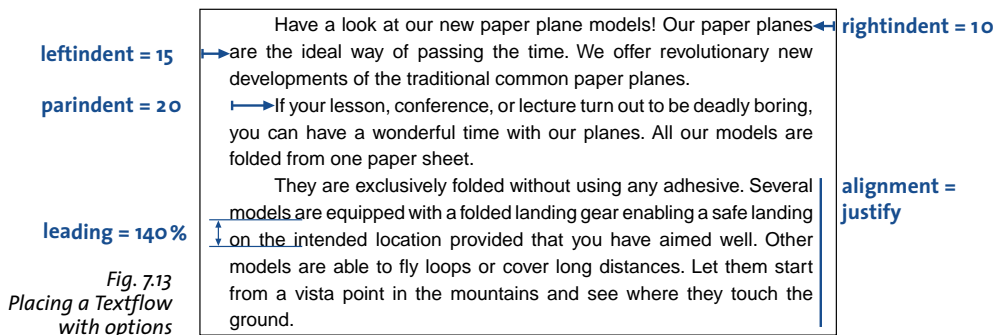 Have a look at our new paper plane models! Our paper planes
rightindent = 10
leftindent = 15
are the ideal way of passing the time. We offer revolutionary new
developments of the traditional common paper planes.
parindent = 20
If your lesson, conference, or lecture turn out to be deadly boring,
you can have a wonderful time with our planes. All our models are
folded from one paper sheet.
They are exclusively folded without using any adhesive. Several
alignment =
justify
models are equipped with a folded landing gear enabling a safe landing
leading = 140%
on the intended location provided that you have aimed well. Other
models are able to fly loops or cover long distances. Let them start
from a vista point in the mountains and see where they touch the
ground.
Fig. 7.13
Placing a Textflow
with options